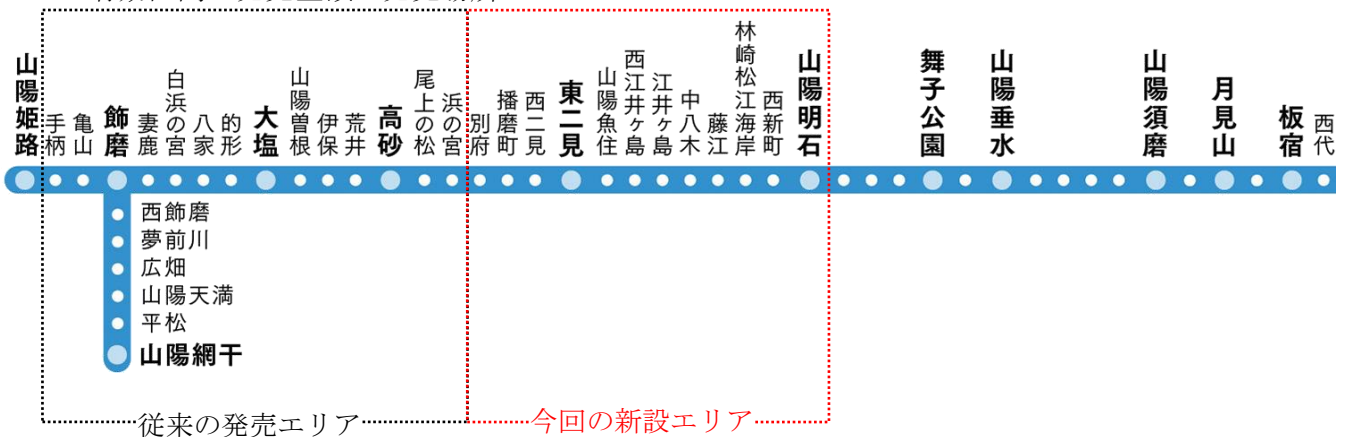 山陽姫路
手柄
亀山
飾磨
妻鹿
白浜の宮
八家
的形
大塩
山陽曽根
伊保
荒井
高砂
尾上の松
浜の宮
別府
播磨町
西二見
東二見
山陽魚住
西江井ヶ島
江井ヶ島
中八木
藤江
林崎松江海岸
西新町
山陽明石
舞子公園
山陽垂水
山陽須磨
月見山
板宿
西代
西飾磨
夢前川
広畑
山陽天満
平松
山陽網干
従来の発売エリア
今回の新設エリア